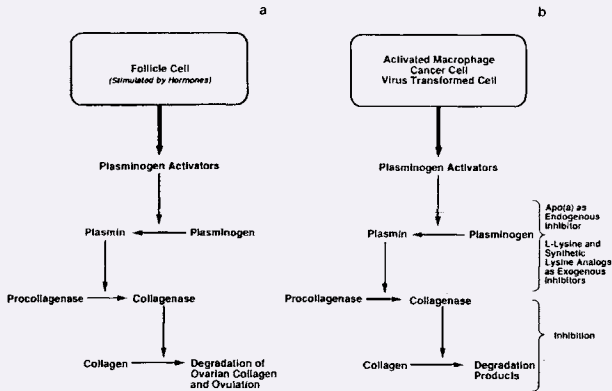 a
Follicle Cell
(Stimulated by Hormones)
Plasminogen Activators
Plasmin
Plasminogen
Procollagenase
Collagenase
Collagen
Degradation of
Ovarian Collagen
and Ovulation
b
Activated Macrophage
Cancer Cell
Virus Transformed Cell
Plasminogen Activators
Plasmin
Plasminogen
Apo(a) as
Endogenous
Inhibitor
L-Lysine and
Synthetic
Lysine Analogs
as Exogenous
Inhibitors
Procollagenase
Collagenase
Inhibition
Collagen
Degradation
Products